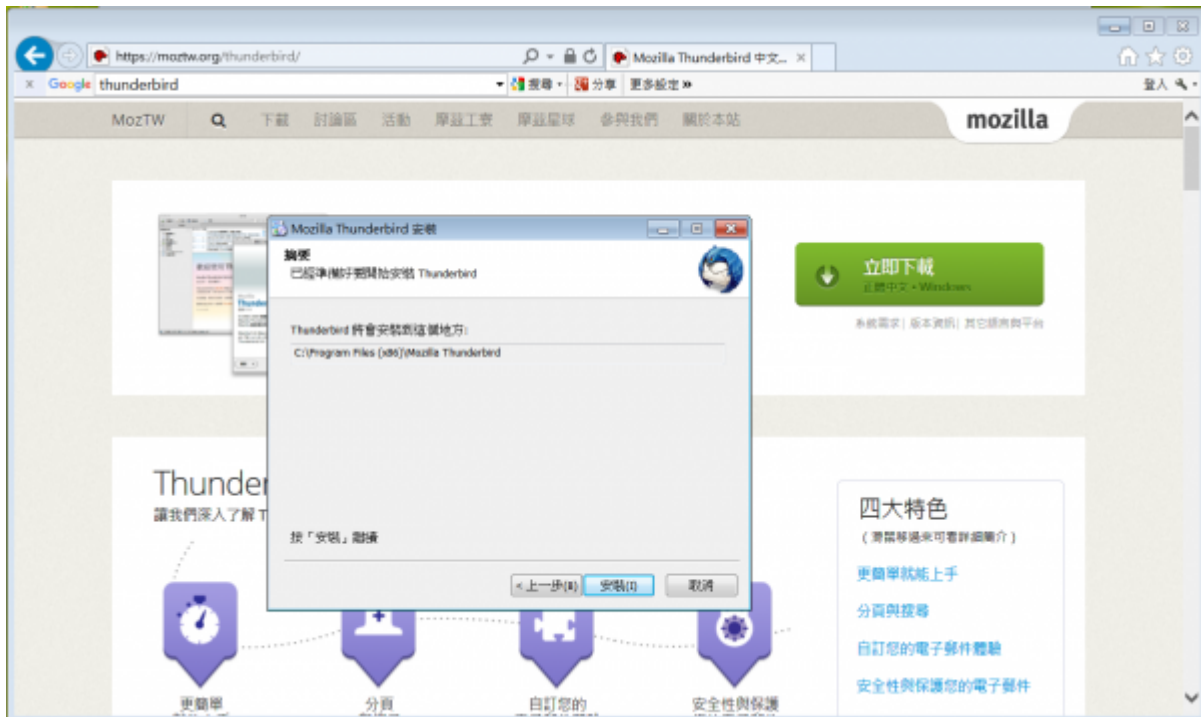 https://moztw.org/thunderbird/
Mozilla Thunderbird 中文...
Google thunderbird
搜尋
分享
更多設定 »
登入
MozTW
下載
討論區
活動
摩茲工寮
摩茲星球
參與我們
關於本站
mozilla
Mozilla Thunderbird 安裝
摘要
已經準備好要開始安裝 Thunderbird
Thunderbird 將會安裝到這個地方:
C:\Program Files (x86)\Mozilla Thunderbird
按「安裝」繼續
< 上一步(B)
安裝(I)
取消
立即下載
正體中文 • Windows
系統需求 | 版本資訊 | 其它語言與平台
Thunder
讓我們深入了解 T
四大特色
( 滑鼠移過來可看詳細簡介 )
更簡單就能上手
分頁與搜尋
自訂您的電子郵件體驗
安全性與保護您的電子郵件
更簡單
分頁
自訂您的
安全性與保護